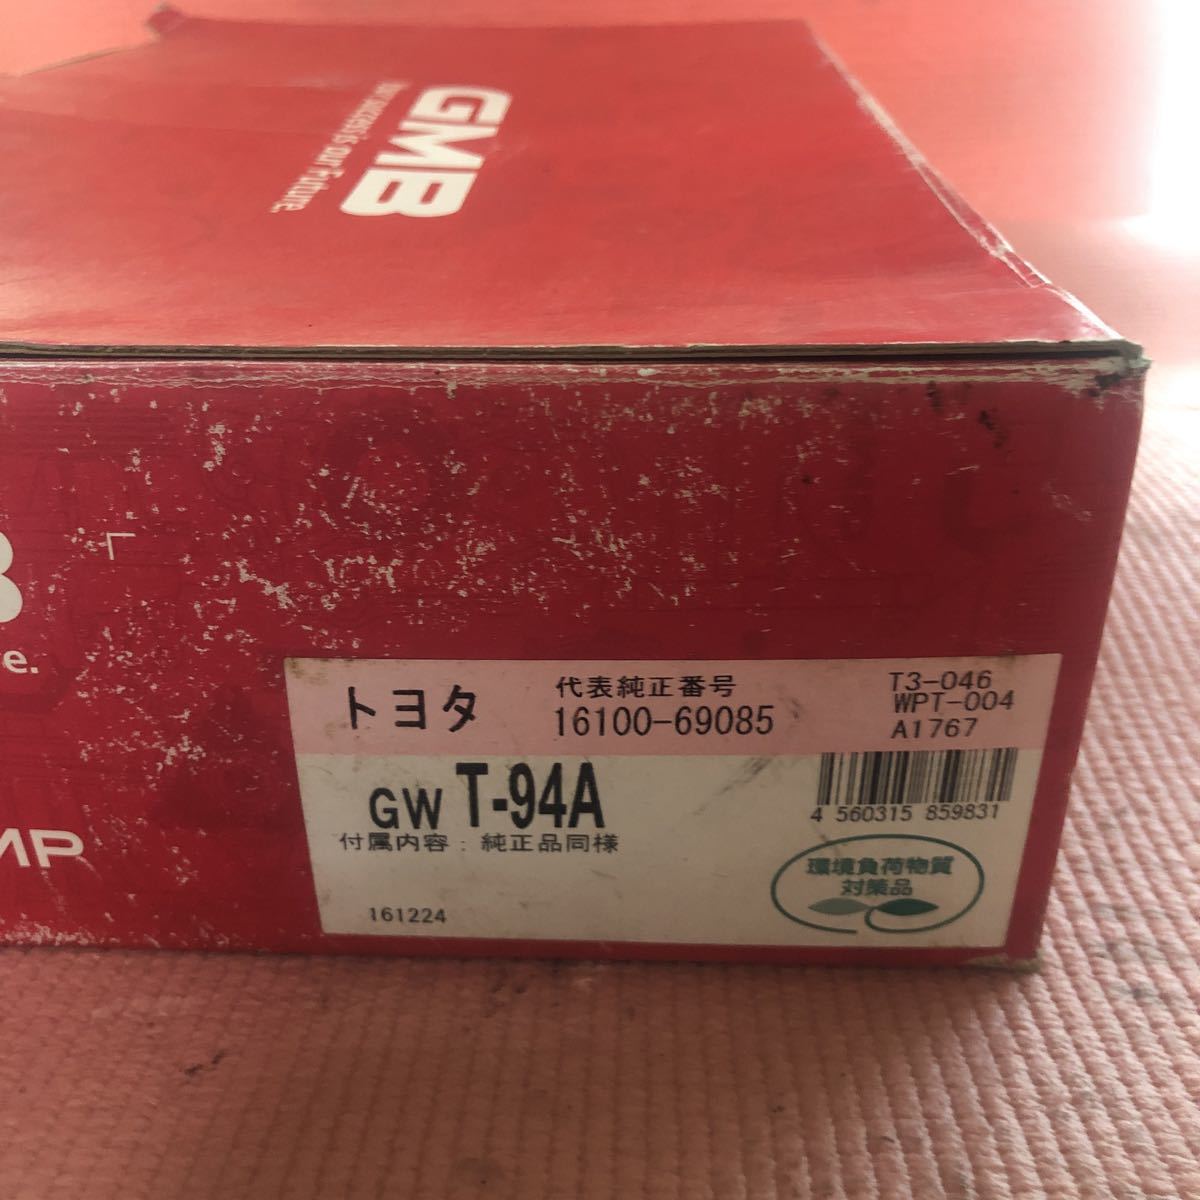 GMB
Your success is our Future.
B
e.
MP
トヨタ
代表純正番号
16100-69085
T3-046
WPT-004
A1767
GW T-94A
付属内容：純正品同様
4 560315 859831
環境負荷物質
対策品
161224